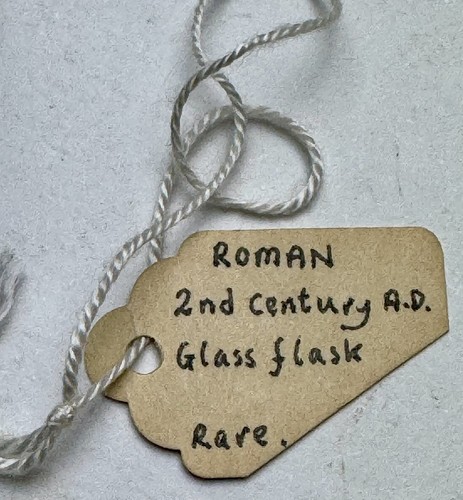 ROMAN
2nd century A.D.
Glass flask
Rare.